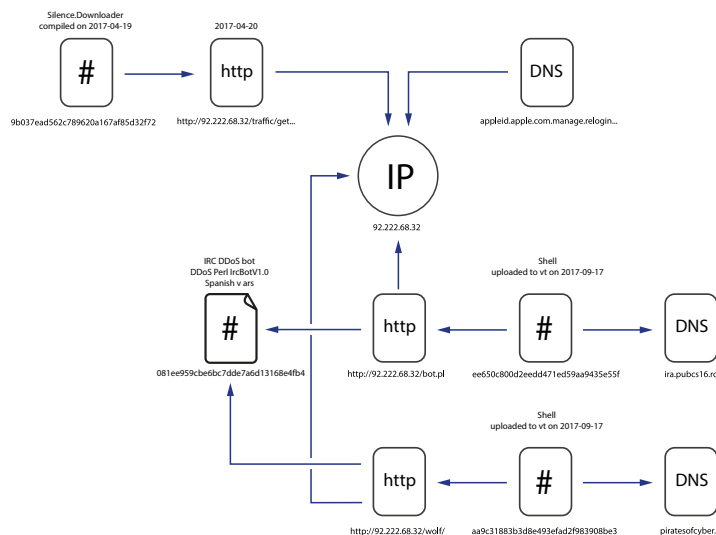 Silence.Downloader
compiled on 2017-04-19
2017-04-20
#
http
DNS
9b037ead562c789620a167af85d32f72
http://92.222.68.32/traffic/get...
appleid.apple.com.manage.relogin...
IP
92.222.68.32
IRC DDoS bot
DDoS Perl IrcBotV1.0
Spanish v ars
Shell
uploaded to vt on 2017-09-17
#
http
#
DNS
081ee959cbe6bc7dde7a6d13168e4fb4
http://92.222.68.32/bot.pl
ee650c800d2eedd471ed59aa9435e55f
ira.pubcs16.ro
Shell
uploaded to vt on 2017-09-17
http
#
DNS
http://92.222.68.32/wolf/
aa9c31883b3d8e493efad2f983908be3
piratesofcyber.